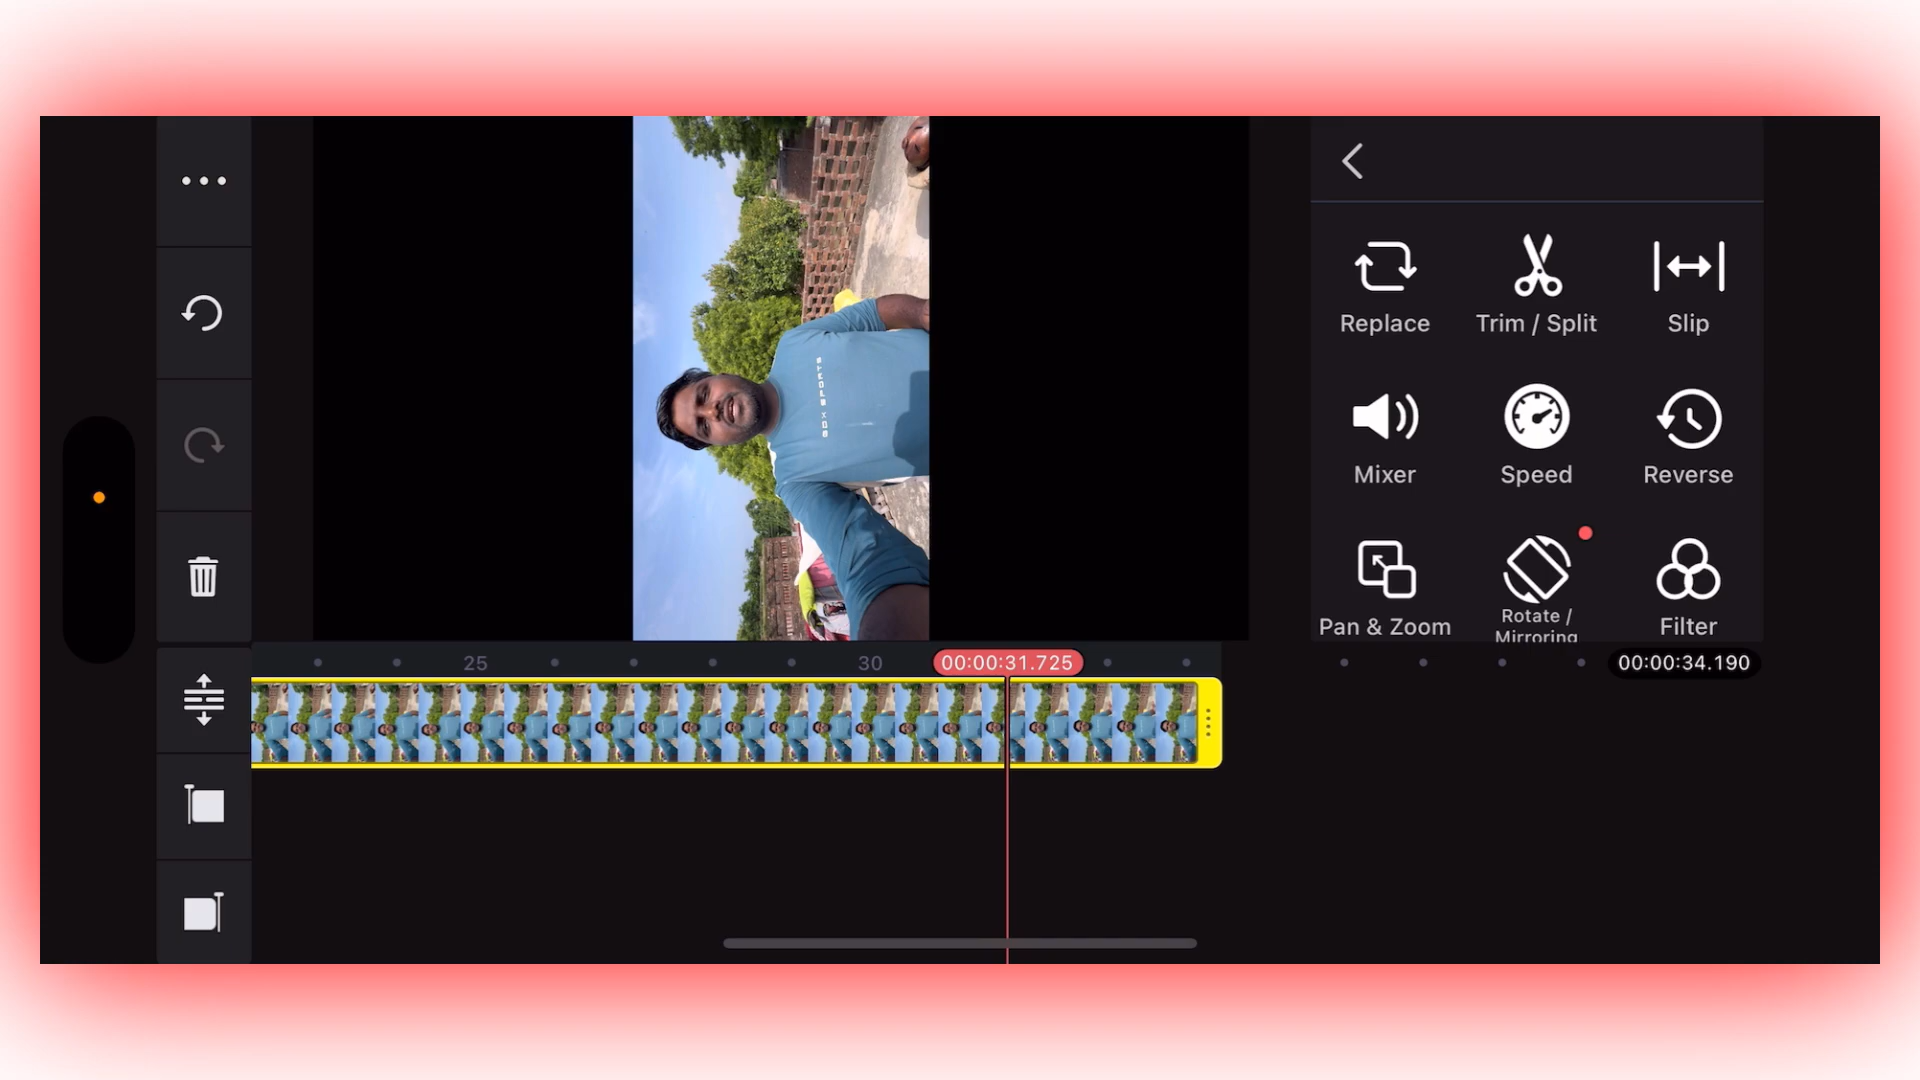 Replace
Trim / Split
Slip
Mixer
Speed
Reverse
Pan & Zoom
Rotate /
Mirroring
Filter
25
30
00:00:31.725
00:00:34.190